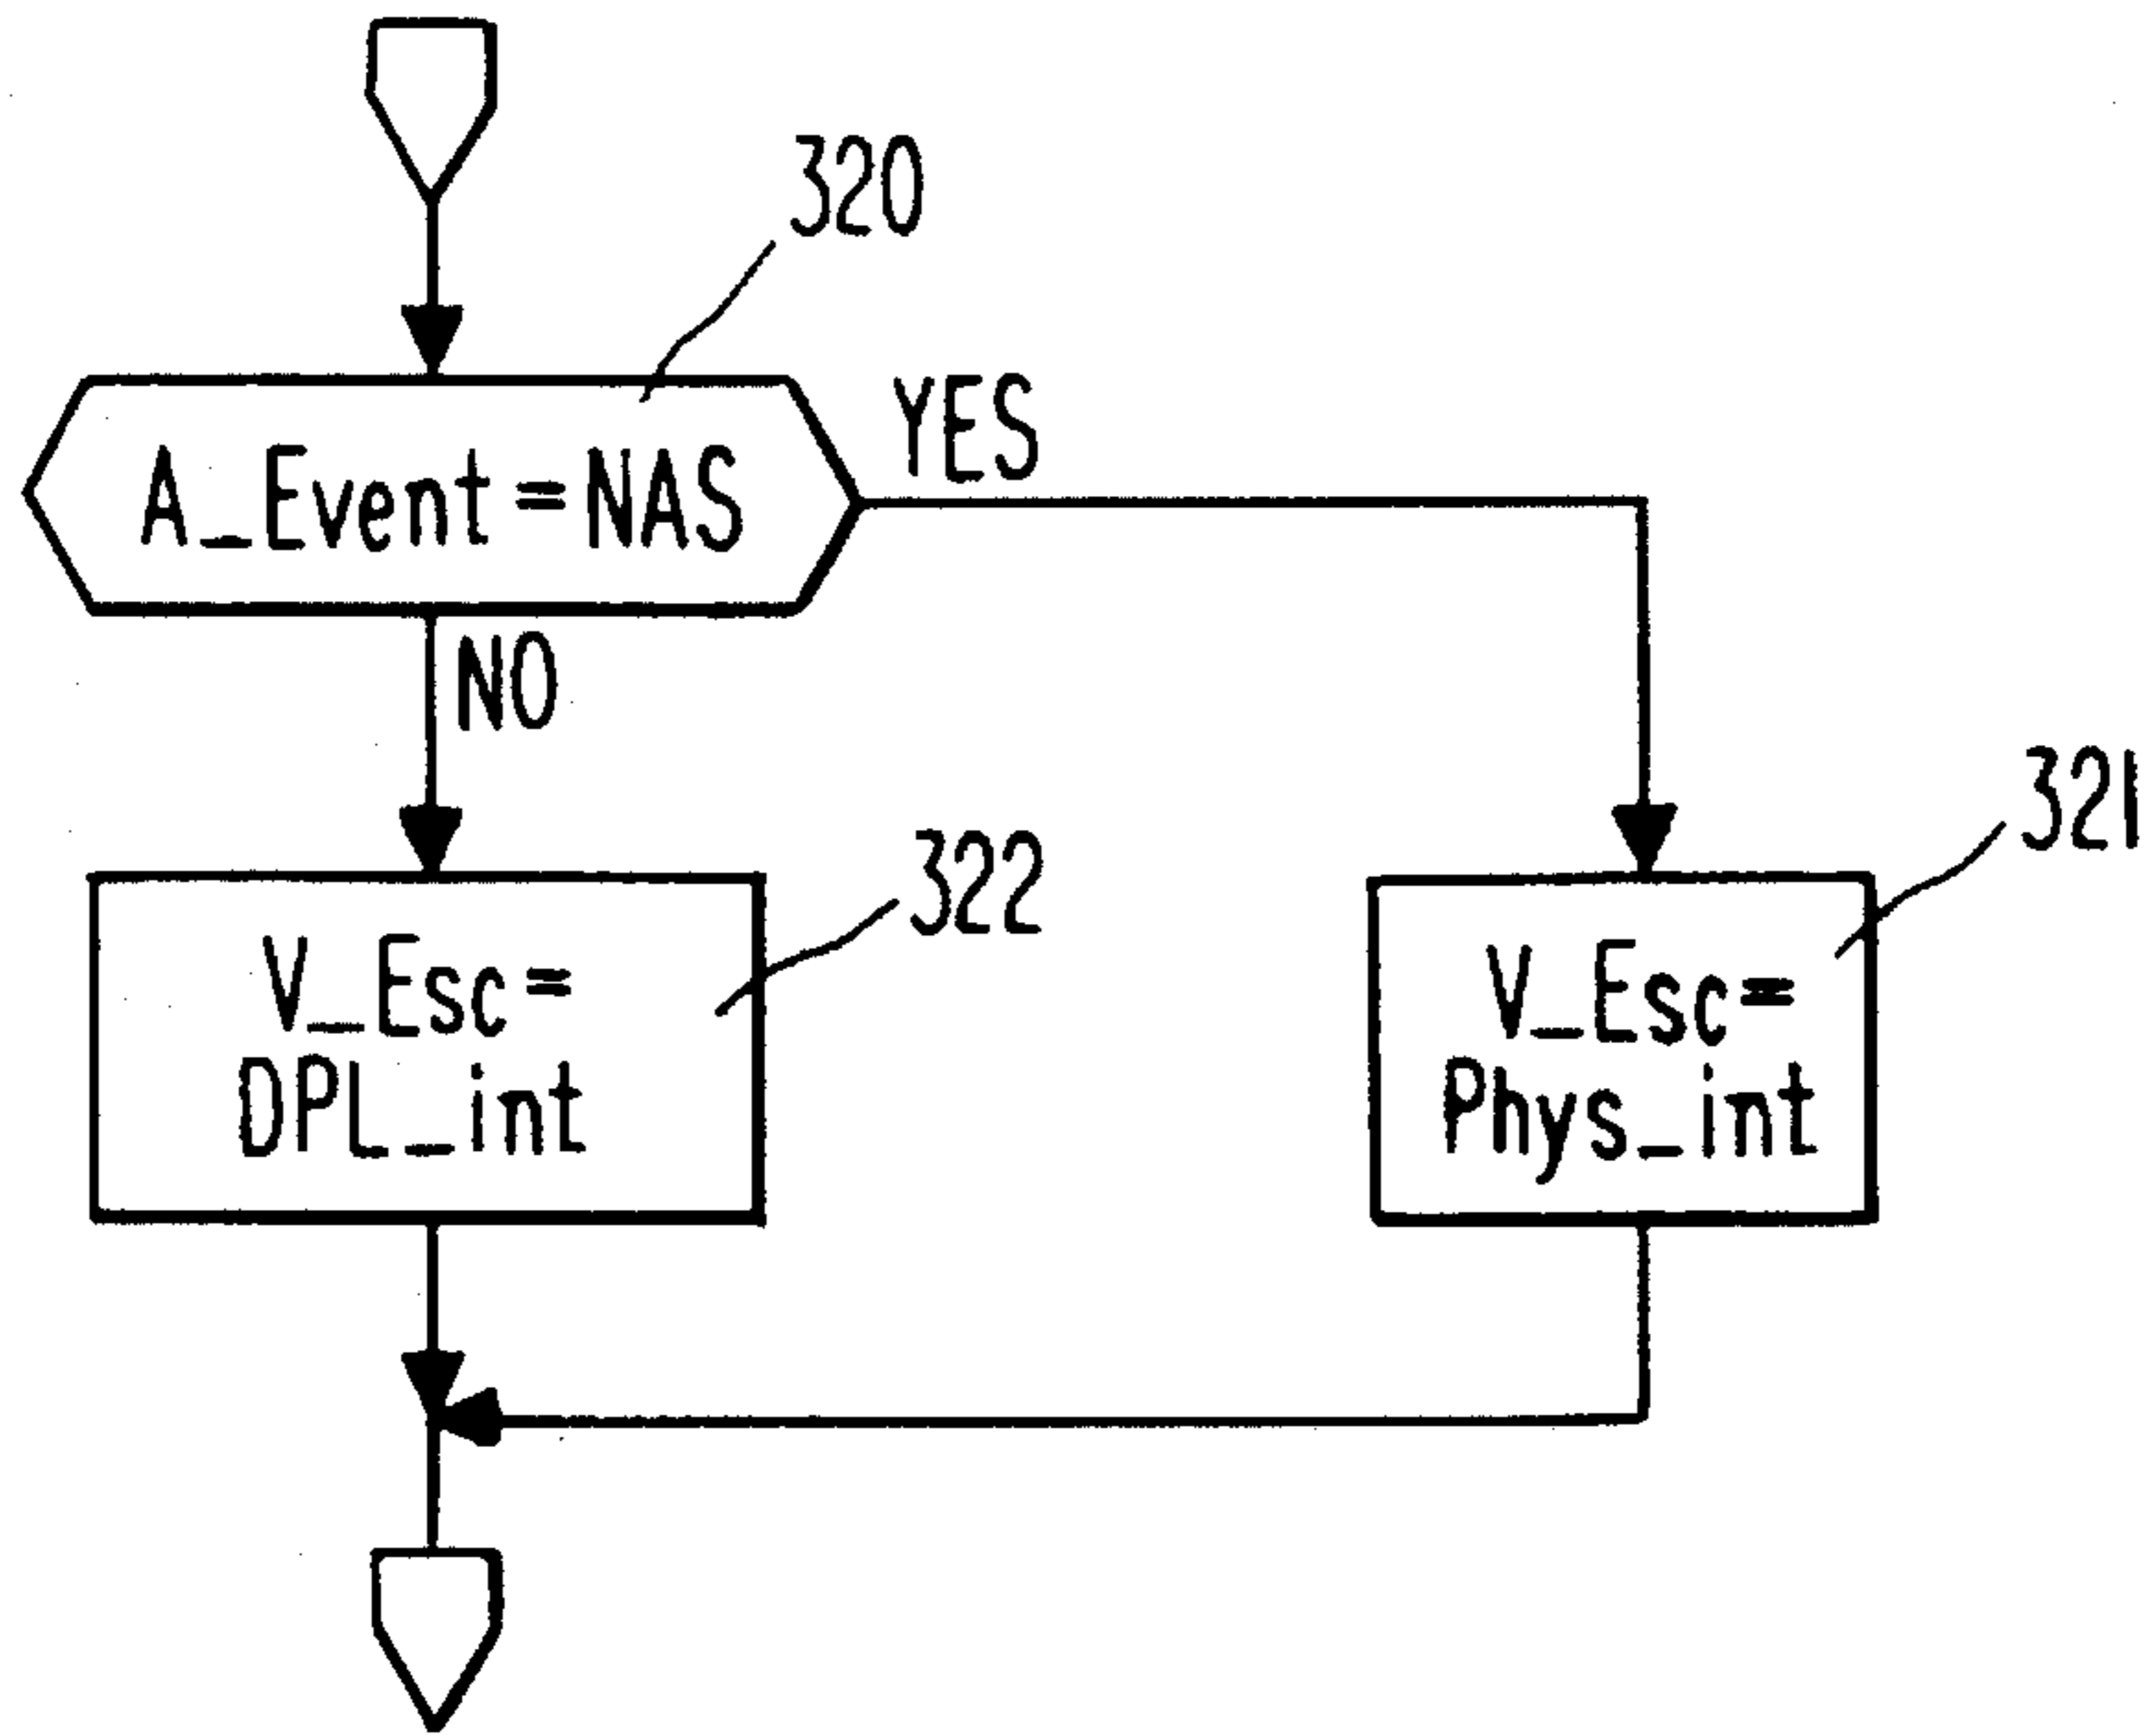 320
A_Event=NAS
YES
NO
322
321
V_Esc=
DPL_int
V_Esc=
Phys_int